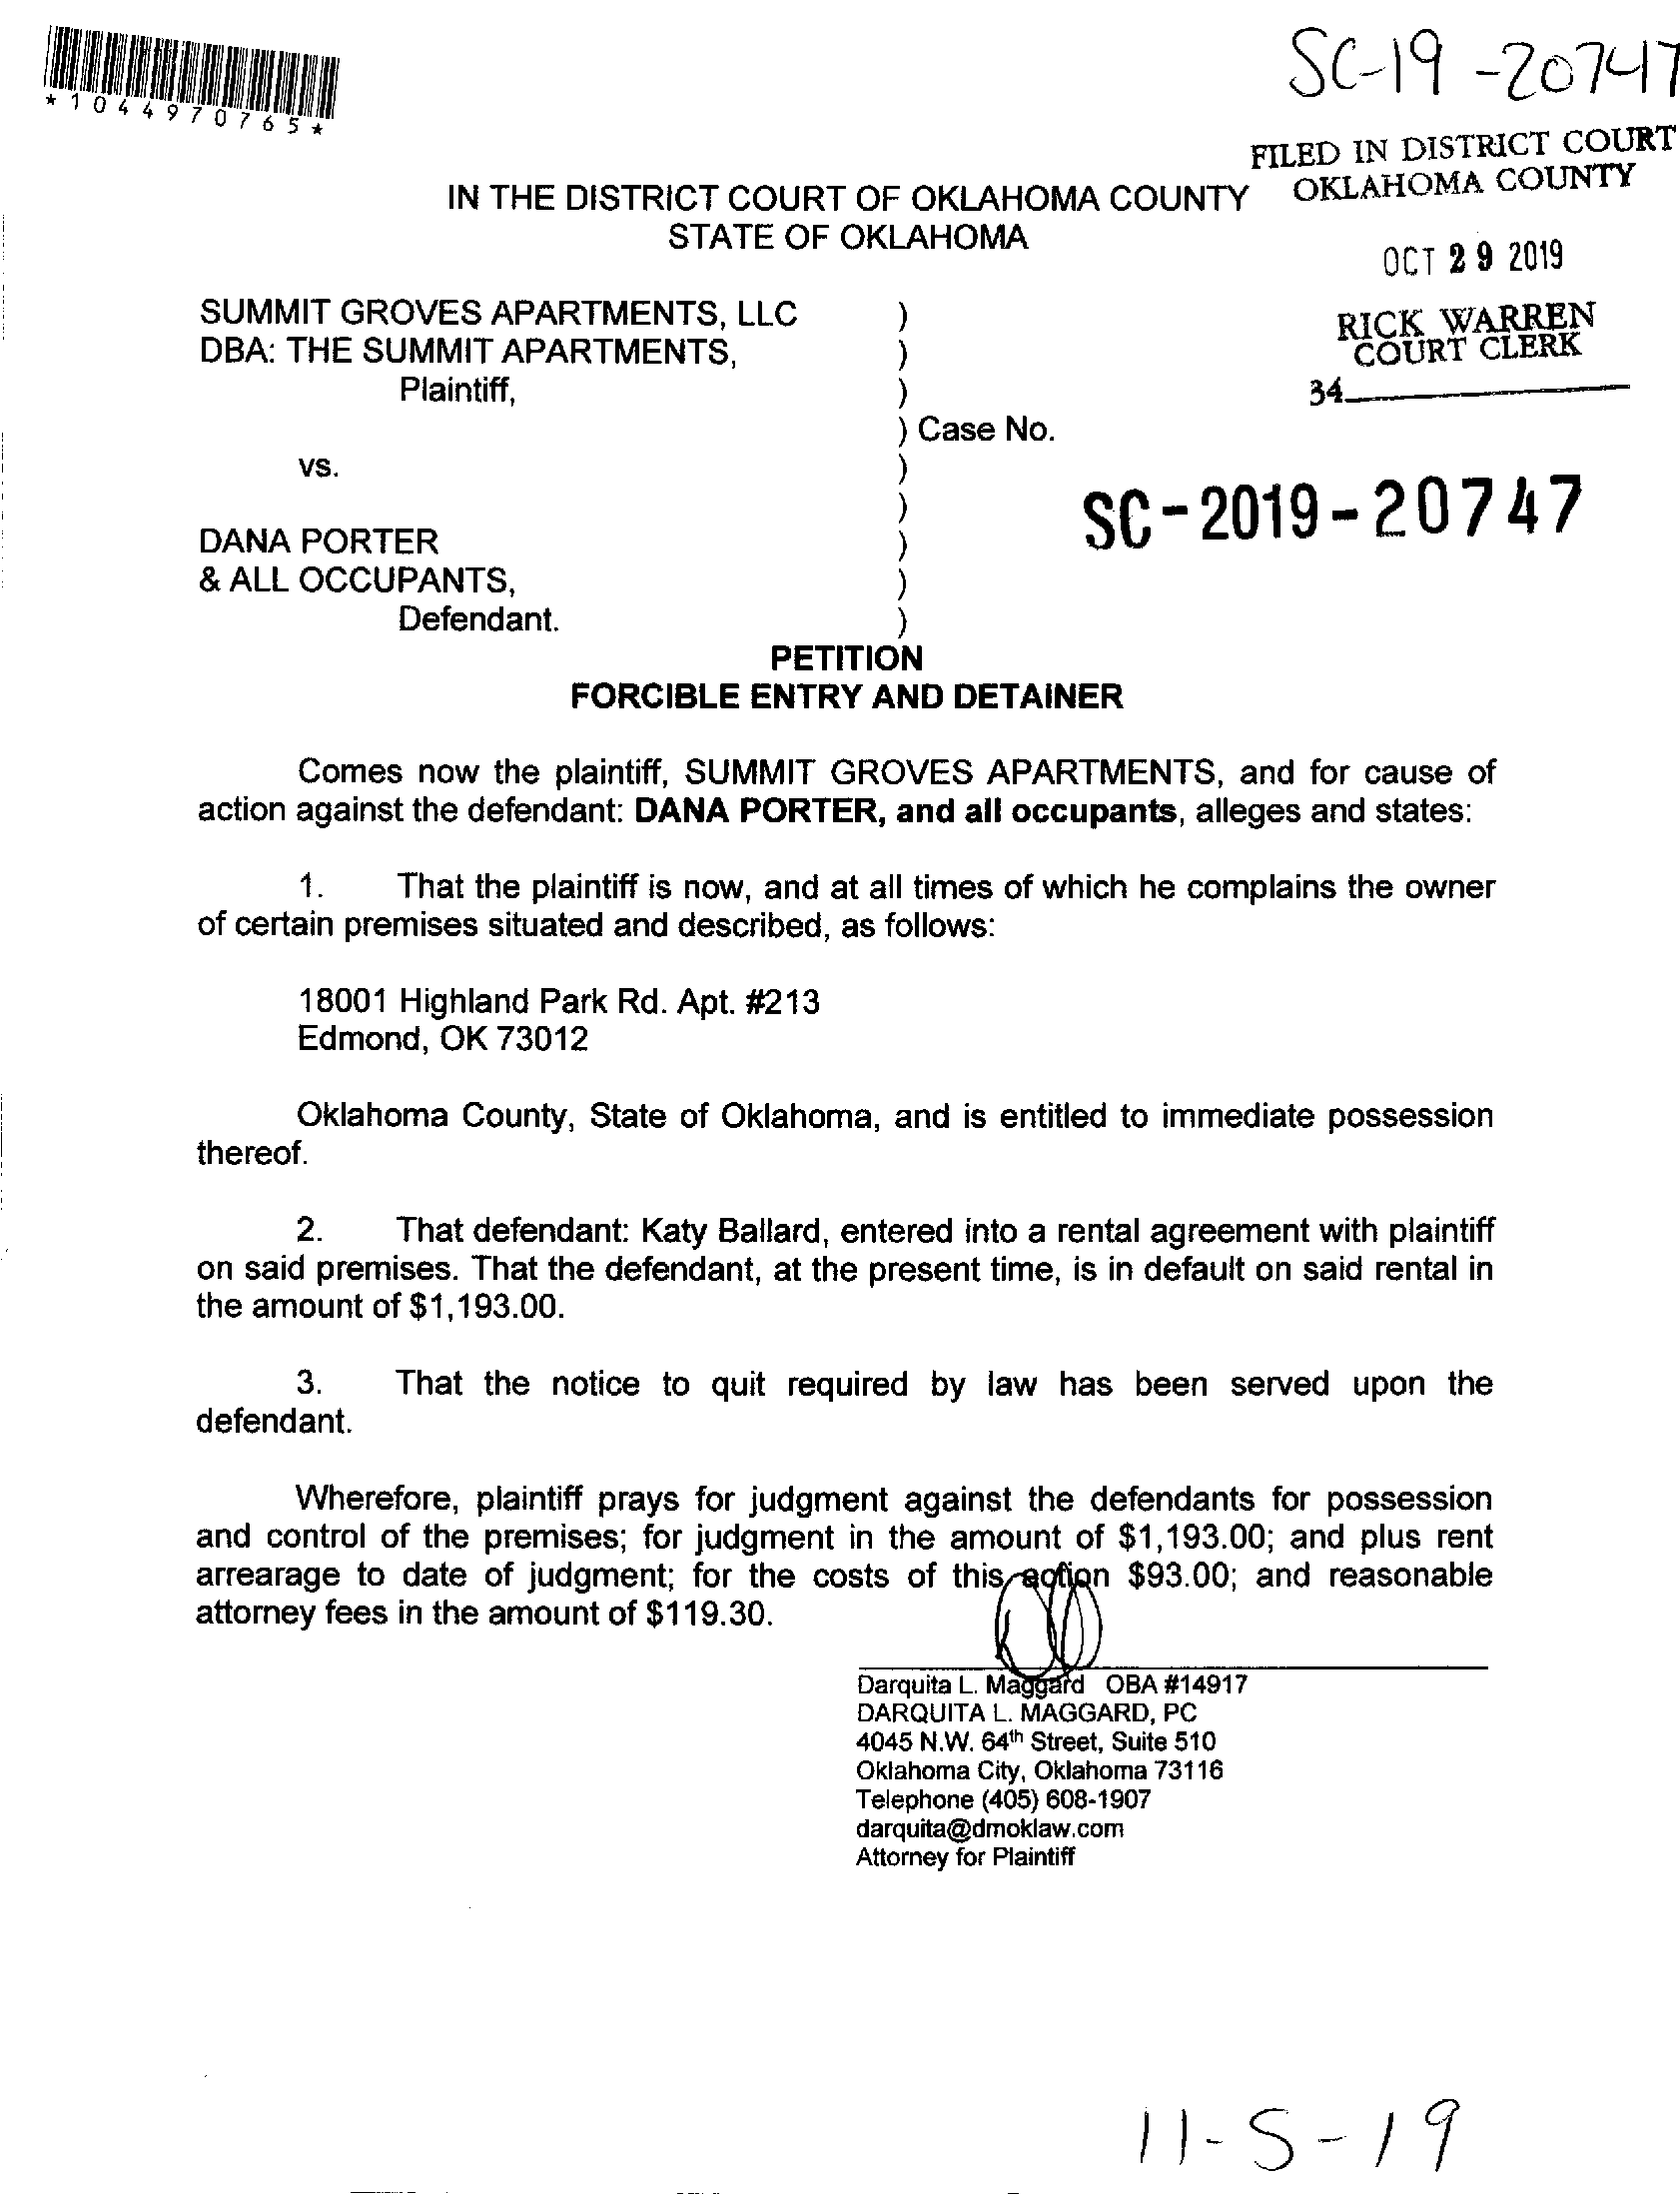 SC-19-20747
*1044970765*
FILED IN DISTRICT COURT
OKLAHOMA COUNTY
IN THE DISTRICT COURT OF OKLAHOMA COUNTY
STATE OF OKLAHOMA
OCT 29 2019
RICK WARREN
COURT CLERK
34
SUMMIT GROVES APARTMENTS, LLC )
DBA: THE SUMMIT APARTMENTS, )
Plaintiff, )
) Case No.
vs. )
)
SC-2019-20747
DANA PORTER )
& ALL OCCUPANTS, )
Defendant. )
PETITION
FORCIBLE ENTRY AND DETAINER
Comes now the plaintiff, SUMMIT GROVES APARTMENTS, and for cause of
action against the defendant: DANA PORTER, and all occupants, alleges and states:
1. That the plaintiff is now, and at all times of which he complains the owner
of certain premises situated and described, as follows:
18001 Highland Park Rd. Apt. #213
Edmond, OK 73012
Oklahoma County, State of Oklahoma, and is entitled to immediate possession
thereof.
2. That defendant: Katy Ballard, entered into a rental agreement with plaintiff
on said premises. That the defendant, at the present time, is in default on said rental in
the amount of $1,193.00.
3. That the notice to quit required by law has been served upon the
defendant.
Wherefore, plaintiff prays for judgment against the defendants for possession
and control of the premises; for judgment in the amount of $1,193.00; and plus rent
arrearage to date of judgment; for the costs of this action $93.00; and reasonable
attorney fees in the amount of $119.30.
Darquita L. Maggard OBA #14917
DARQUITA L. MAGGARD, PC
4045 N.W. 64th Street, Suite 510
Oklahoma City, Oklahoma 73116
Telephone (405) 608-1907
darquita@dmoklaw.com
Attorney for Plaintiff
11-5-19